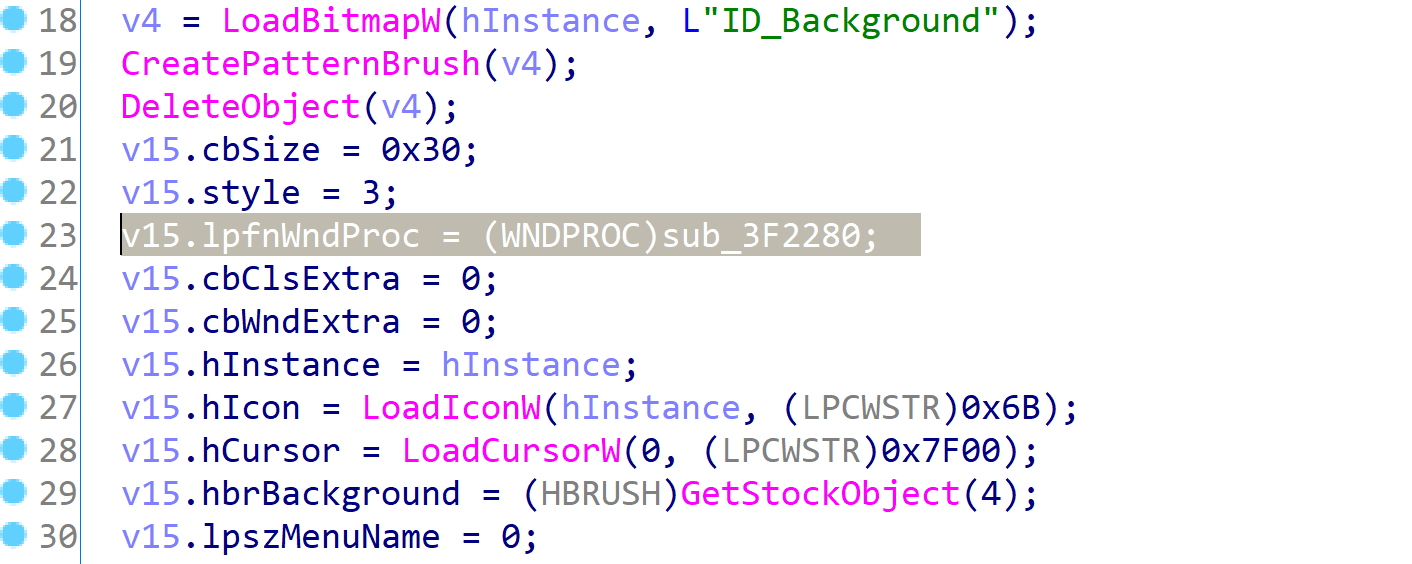 18 v4 = LoadBitmapW(hInstance, L"ID_Background");
19 CreatePatternBrush(v4);
20 DeleteObject(v4);
21 v15.cbSize = 0x30;
22 v15.style = 3;
23 v15.lpfnWndProc = (WNDPROC)sub_3F2280;
24 v15.cbClsExtra = 0;
25 v15.cbWndExtra = 0;
26 v15.hInstance = hInstance;
27 v15.hIcon = LoadIconW(hInstance, (LPCWSTR)0x6B);
28 v15.hCursor = LoadCursorW(0, (LPCWSTR)0x7F00);
29 v15.hbrBackground = (HBRUSH)GetStockObject(4);
30 v15.lpszMenuName = 0;